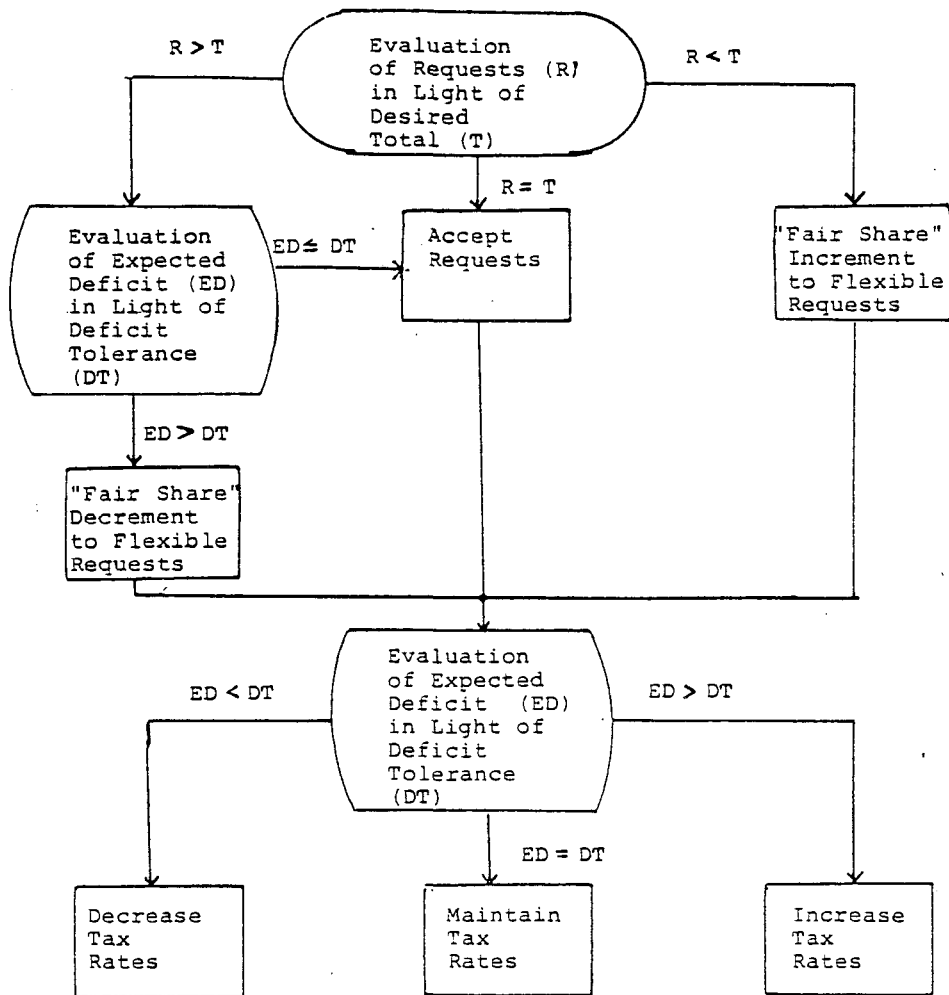 R > T
Evaluation
of Requests (R)
in Light of
Desired
Total (T)
R < T
R = T
Evaluation
of Expected
Deficit (ED)
in Light of
Deficit
Tolerance
(DT)
ED ≤ DT
Accept
Requests
"Fair Share"
Increment
to Flexible
Requests
ED > DT
"Fair Share"
Decrement
to Flexible
Requests
Evaluation
of Expected
Deficit (ED)
in Light of
Deficit
Tolerance
(DT)
ED < DT
ED > DT
ED = DT
Decrease
Tax
Rates
Maintain
Tax
Rates
Increase
Tax
Rates